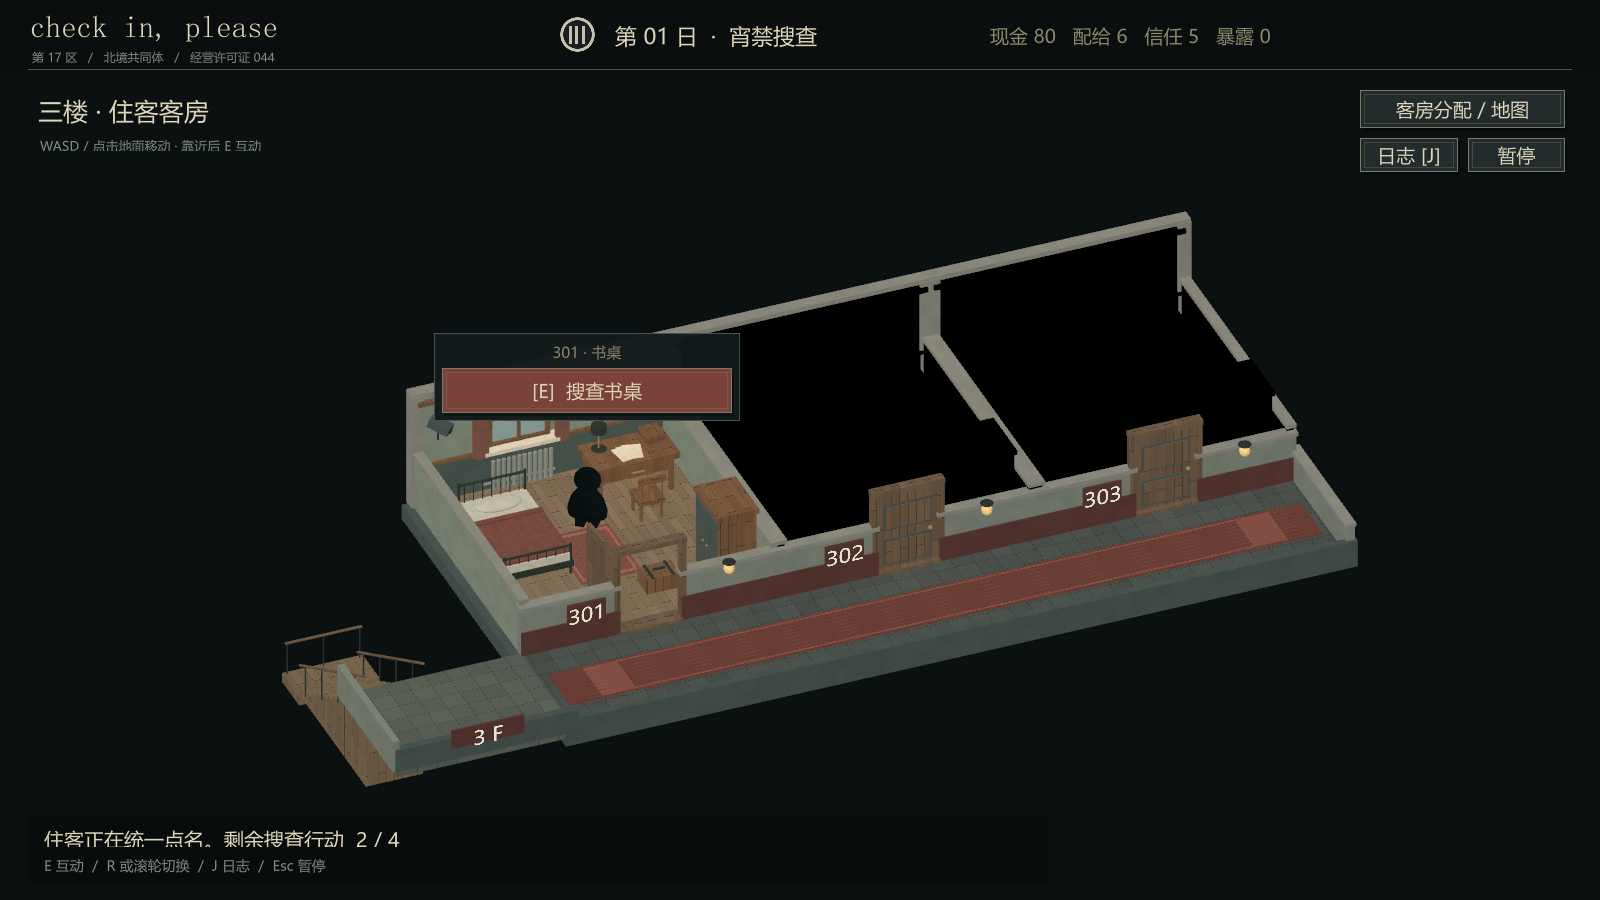 check in, please
第 17 区 / 北境共同体 / 经营许可证 044
第 01 日 · 宵禁搜查
现金 80 配给 6 信任 5 暴露 0
三楼 · 住客客房
WASD / 点击地面移动 · 靠近后 E 互动
客房分配 / 地图
日志 [J]
暂停
301 · 书桌
[E] 搜查书桌
303
302
301
3 F
住客正在统一点名。剩余搜查行动 2 / 4
E 互动 / R 或滚轮切换 / J 日志 / Esc 暂停